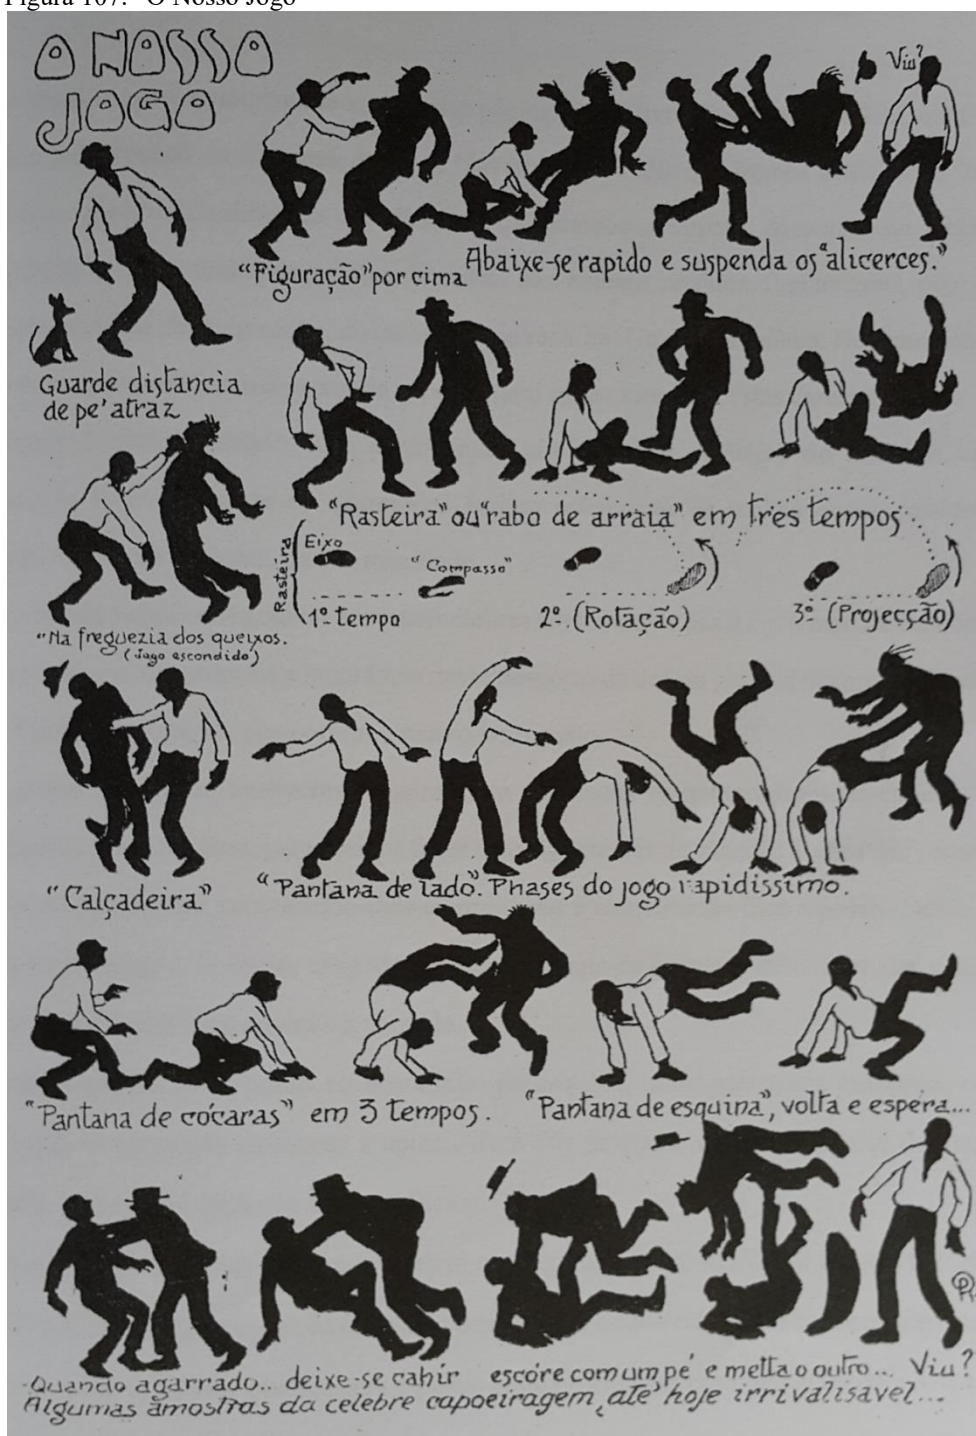 Figura 107: "O Nosso Jogo"
O NOSSO
JOGO
Viu?
"Figuração" por cima
Abaixe-se rapido e suspenda os "alicerces."
Guarde distancia
de pe' atraz
"Rasteira" ou "rabo de arraia" em tres tempos
Rasteira
Eixo
"Compasso"
1º tempo
2º. (Rotação)
3º (Projecção)
"Na freguezia dos queixos.
(Jogo escondido)
"Calçadeira"
"Pantana de lado". Phases do jogo rapidissimo.
"Pantana de cócaras" em 3 tempos.
"Pantana de esquina", volta e espera...
Quando agarrado.. deixe-se cahir
escóre com um pé e metta o outro... Viu?
Algumas amostras da celebre capoeiragem, até hoje irrivalisavel...